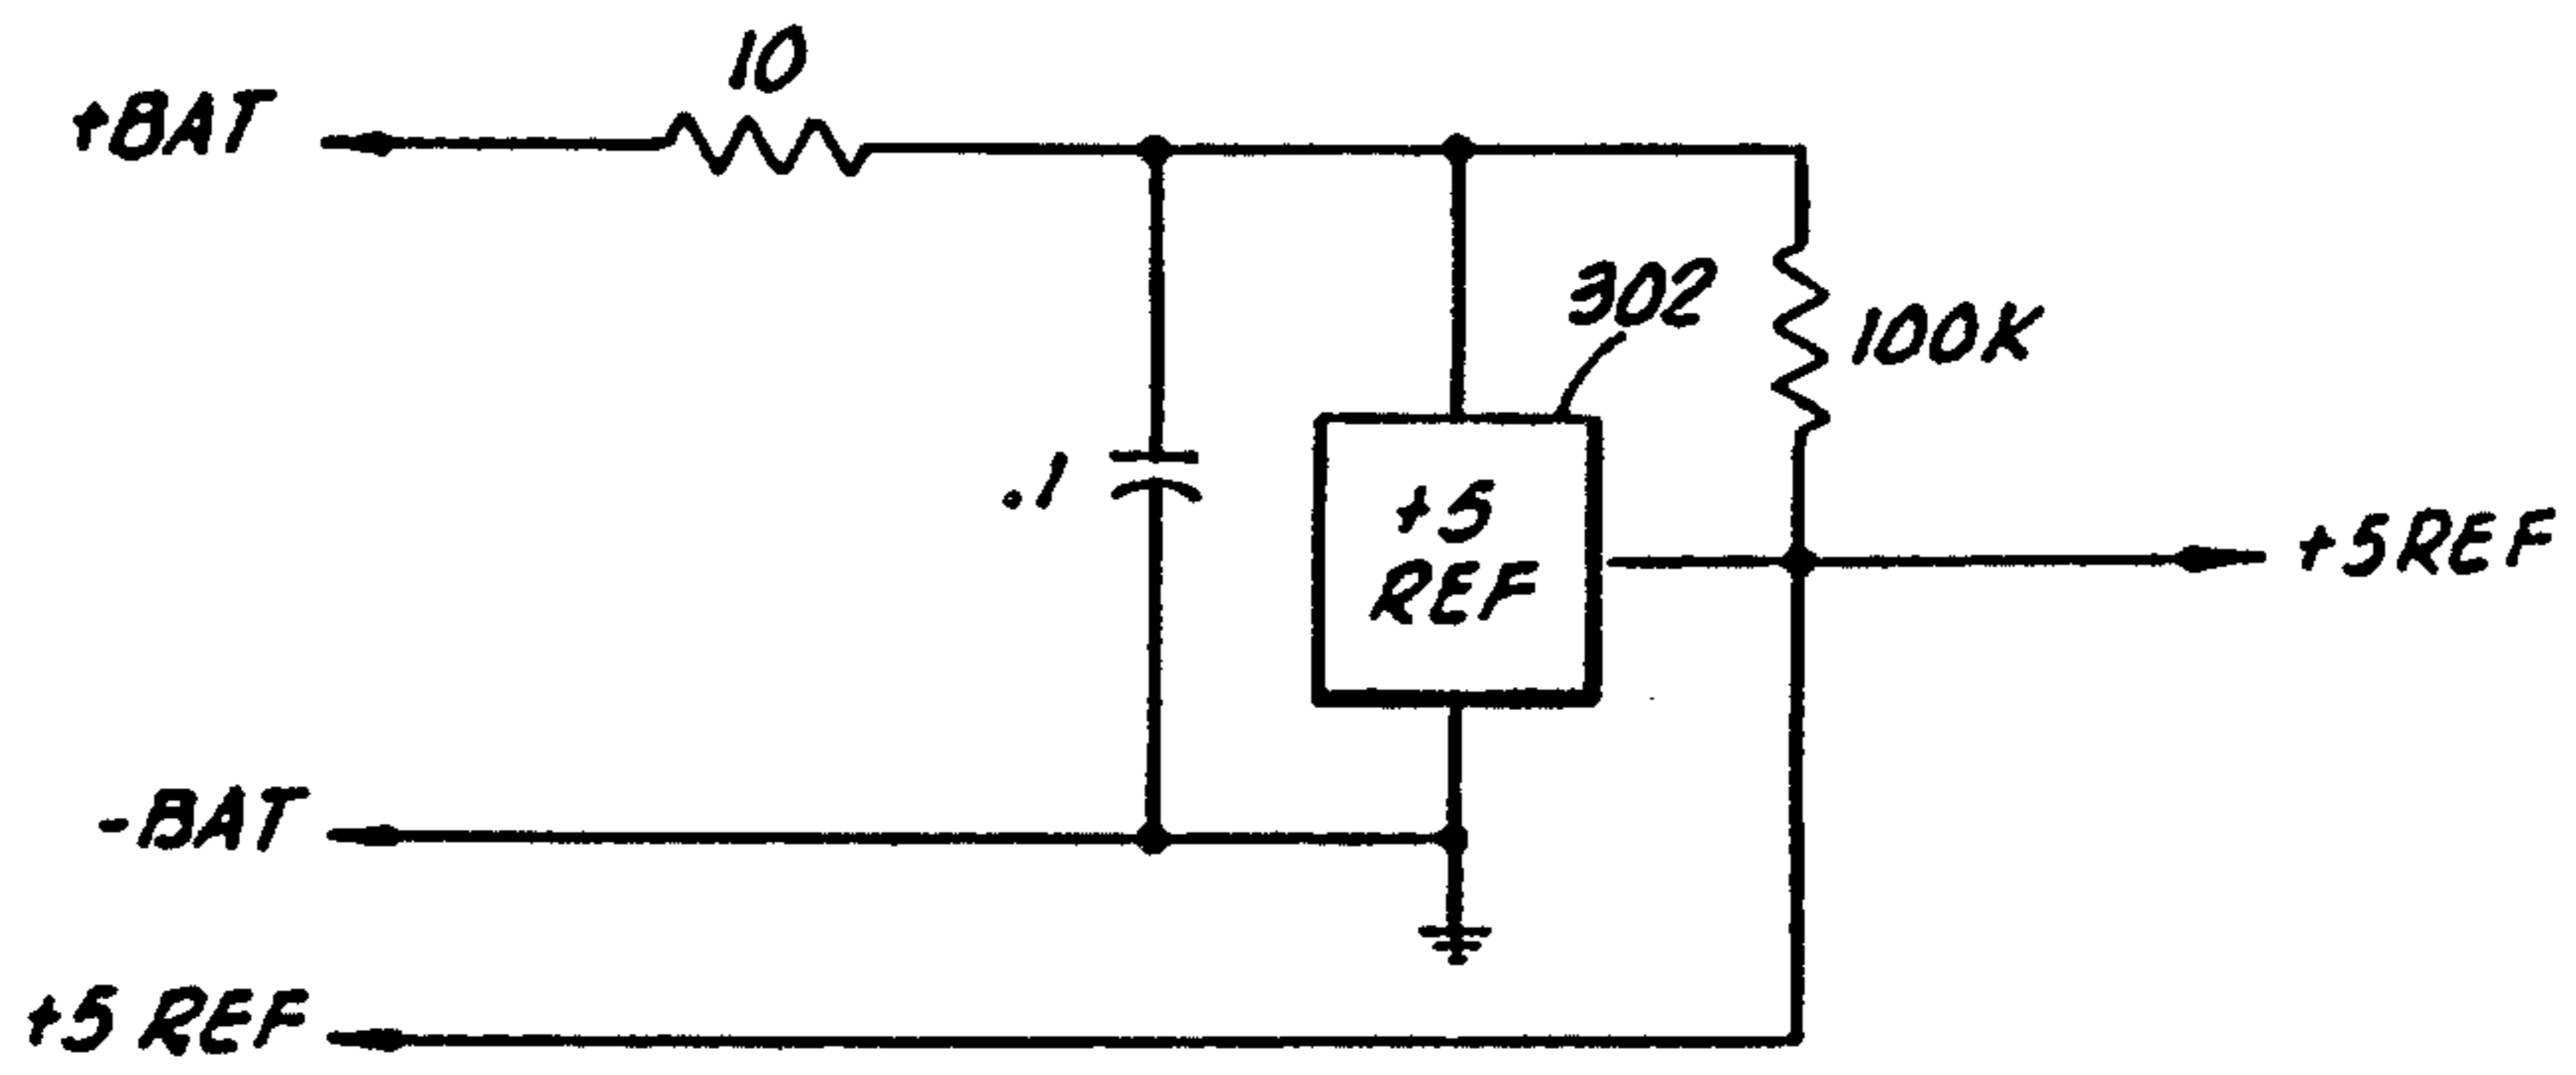 10
+BAT
302
100K
.1
+5
REF
+5REF
-BAT
+5 REF